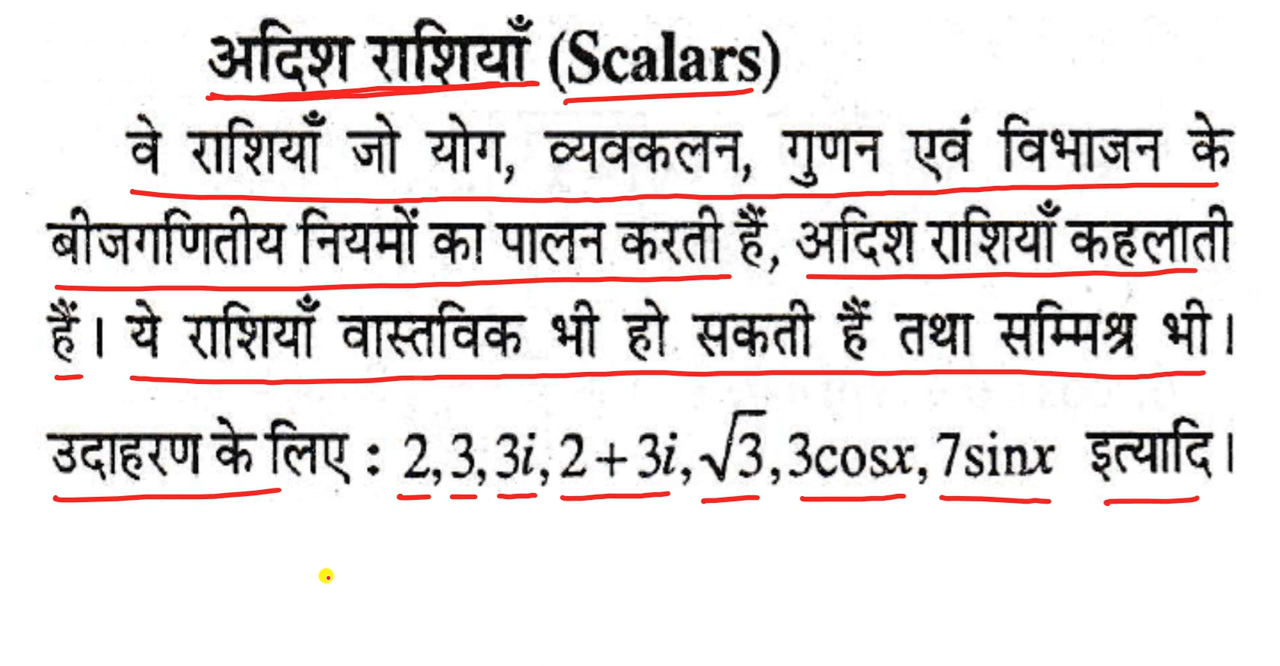 अदिश राशियाँ (Scalars)
वे राशियाँ जो योग, व्यवकलन, गुणन एवं विभाजन के
बीजगणितीय नियमों का पालन करती हैं, अदिश राशियाँ कहलाती
हैं। ये राशियाँ वास्तविक भी हो सकती हैं तथा सम्मिश्र भी।
उदाहरण के लिए : 2, 3, 3i, 2 + 3i, √3, 3cosx, 7sinx इत्यादि।